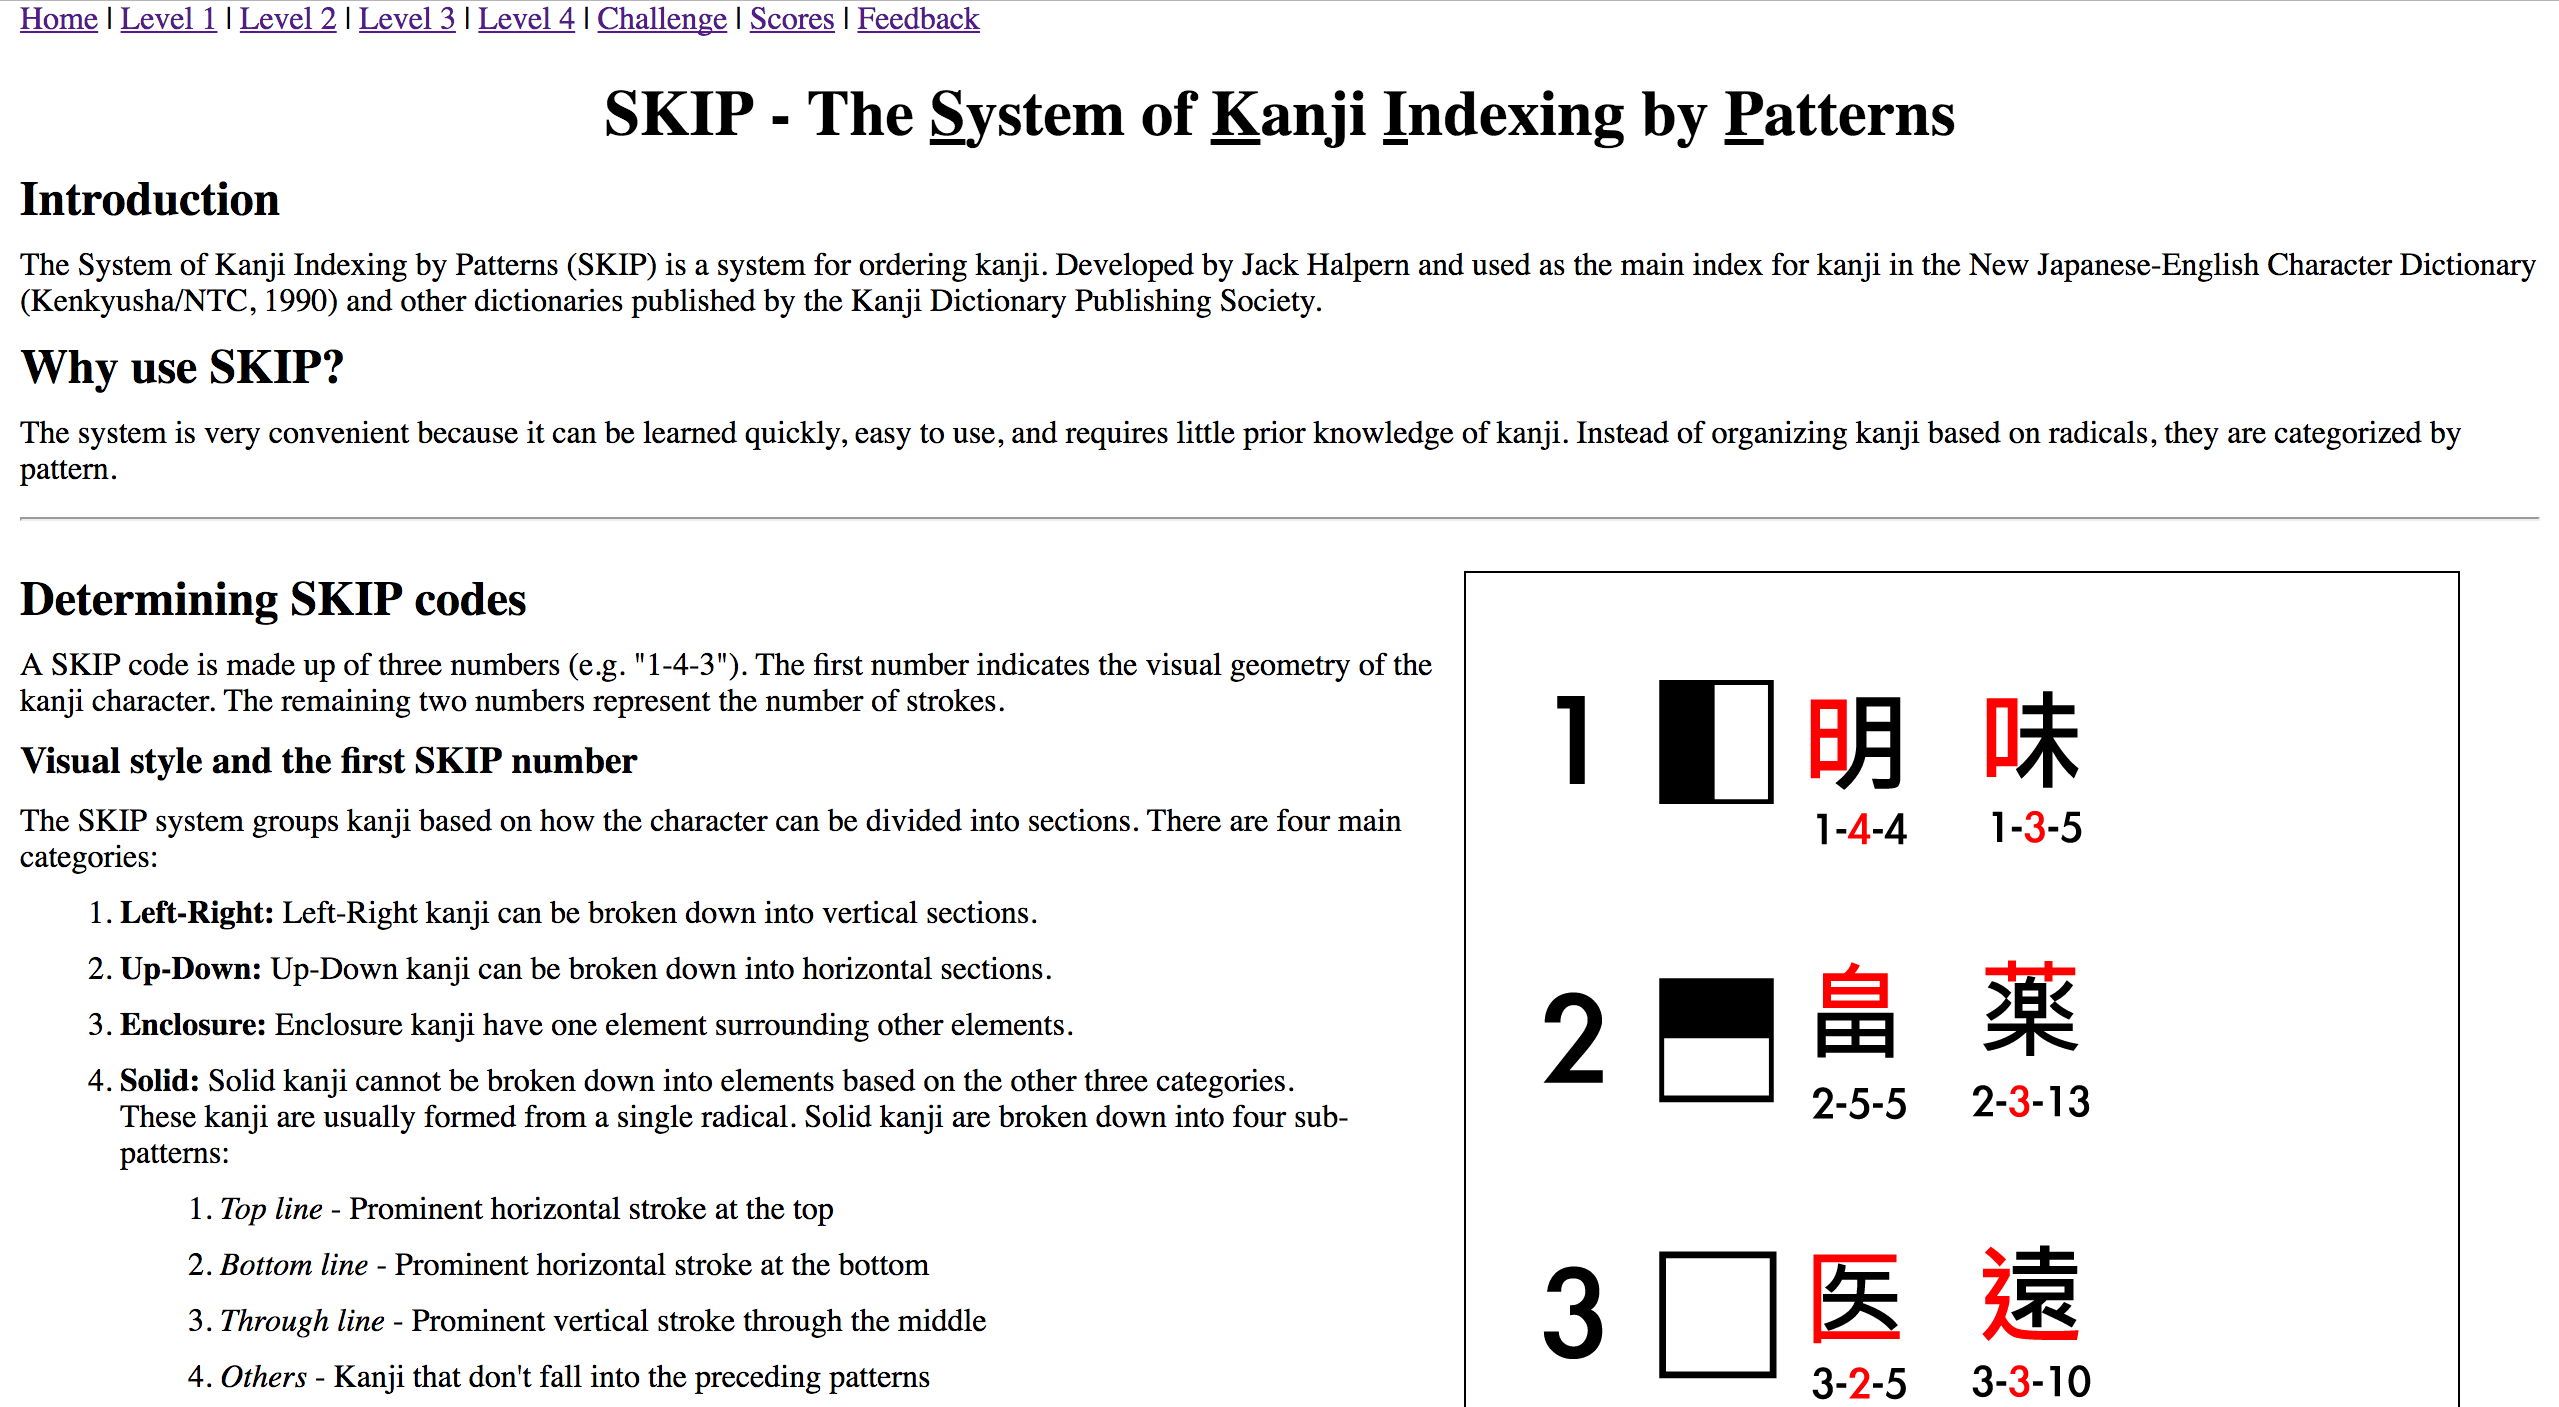 Home | Level 1 | Level 2 | Level 3 | Level 4 | Challenge | Scores | Feedback
SKIP - The System of Kanji Indexing by Patterns
Introduction
The System of Kanji Indexing by Patterns (SKIP) is a system for ordering kanji. Developed by Jack Halpern and used as the main index for kanji in the New Japanese-English Character Dictionary
(Kenkyusha/NTC, 1990) and other dictionaries published by the Kanji Dictionary Publishing Society.
Why use SKIP?
The system is very convenient because it can be learned quickly, easy to use, and requires little prior knowledge of kanji. Instead of organizing kanji based on radicals, they are categorized by
pattern.
Determining SKIP codes
A SKIP code is made up of three numbers (e.g. "1-4-3"). The first number indicates the visual geometry of the
kanji character. The remaining two numbers represent the number of strokes.
Visual style and the first SKIP number
The SKIP system groups kanji based on how the character can be divided into sections. There are four main
categories:
1. Left-Right: Left-Right kanji can be broken down into vertical sections.
2. Up-Down: Up-Down kanji can be broken down into horizontal sections.
3. Enclosure: Enclosure kanji have one element surrounding other elements.
4. Solid: Solid kanji cannot be broken down into elements based on the other three categories.
These kanji are usually formed from a single radical. Solid kanji are broken down into four sub-
patterns:
1. Top line - Prominent horizontal stroke at the top
2. Bottom line - Prominent horizontal stroke at the bottom
3. Through line - Prominent vertical stroke through the middle
4. Others - Kanji that don't fall into the preceding patterns
1 明 味
1-4-4 1-3-5
2 畠 薬
2-5-5 2-3-13
3 医 遠
3-2-5 3-3-10